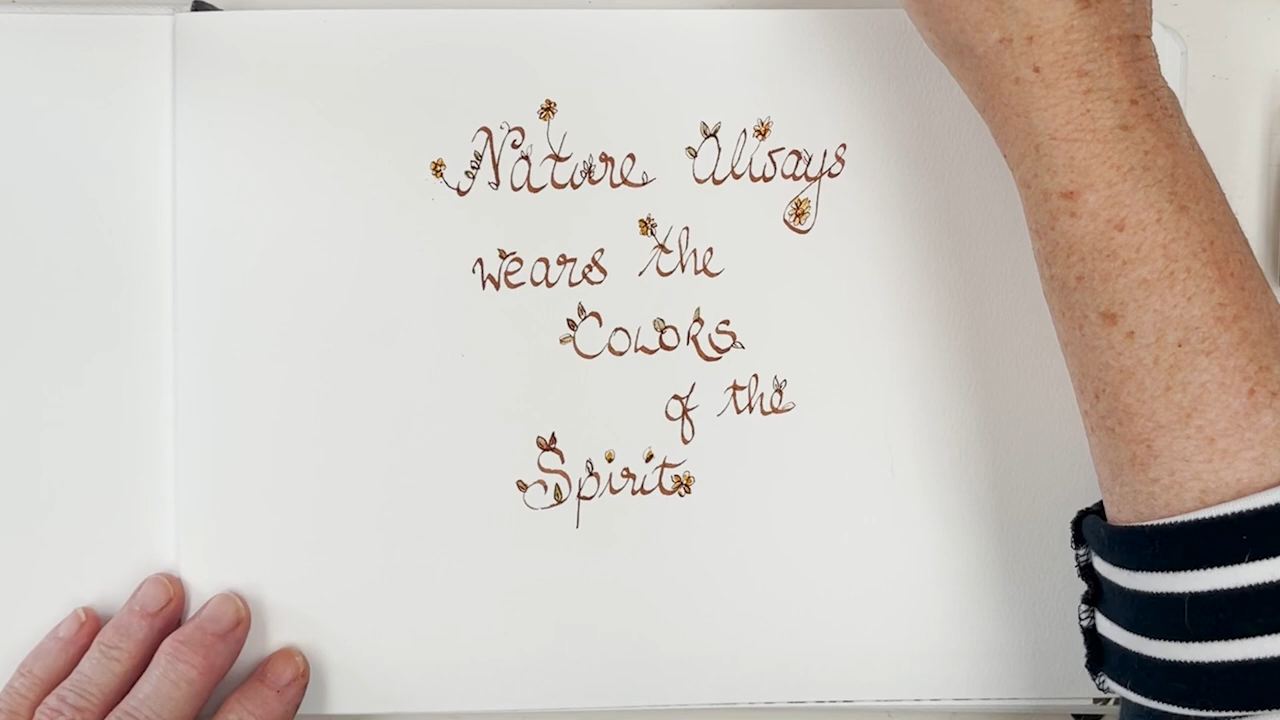 Nature Always
wears the
Colors
of the
Spirit